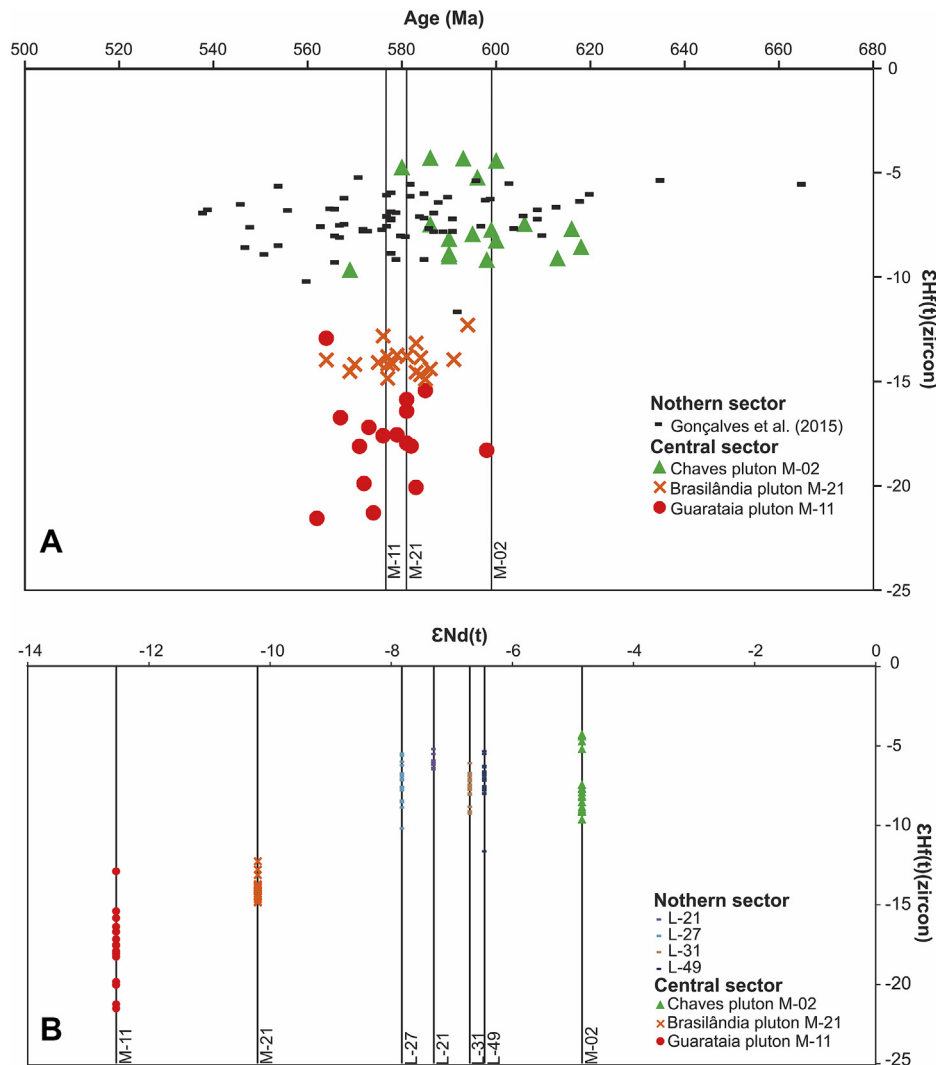 Age (Ma)
500 520 540 560 580 600 620 640 660 680
0
-5
-10
-15
-20
-25
ƐHf(t)(zircon)
Nothern sector
Gonçalves et al. (2015)
Central sector
Chaves pluton M-02
Brasilândia pluton M-21
Guarataia pluton M-11
A
M-11
M-21
M-02
ƐNd(t)
-14 -12 -10 -8 -6 -4 -2 0
0
-5
-10
-15
-20
-25
ƐHf(t)(zircon)
Nothern sector
L-21
L-27
L-31
L-49
Central sector
Chaves pluton M-02
Brasilândia pluton M-21
Guarataia pluton M-11
B
M-11
M-21
L-27
L-21
L-31
L-49
M-02